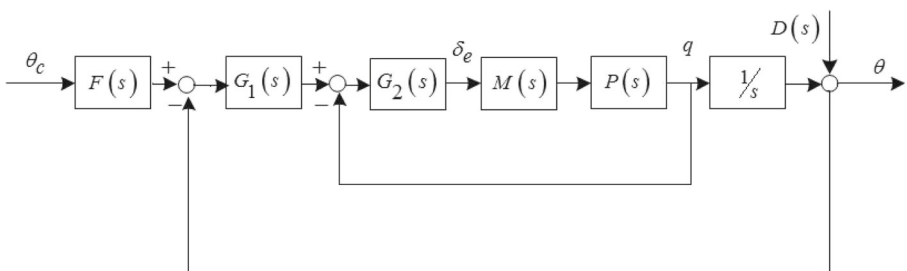 D(s)
θc F(s) + − G1(s) + − G2(s) δe M(s) P(s) q 1/s θ